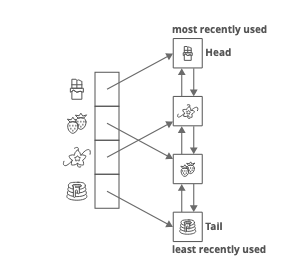 most recently used
Head
Tail
least recently used